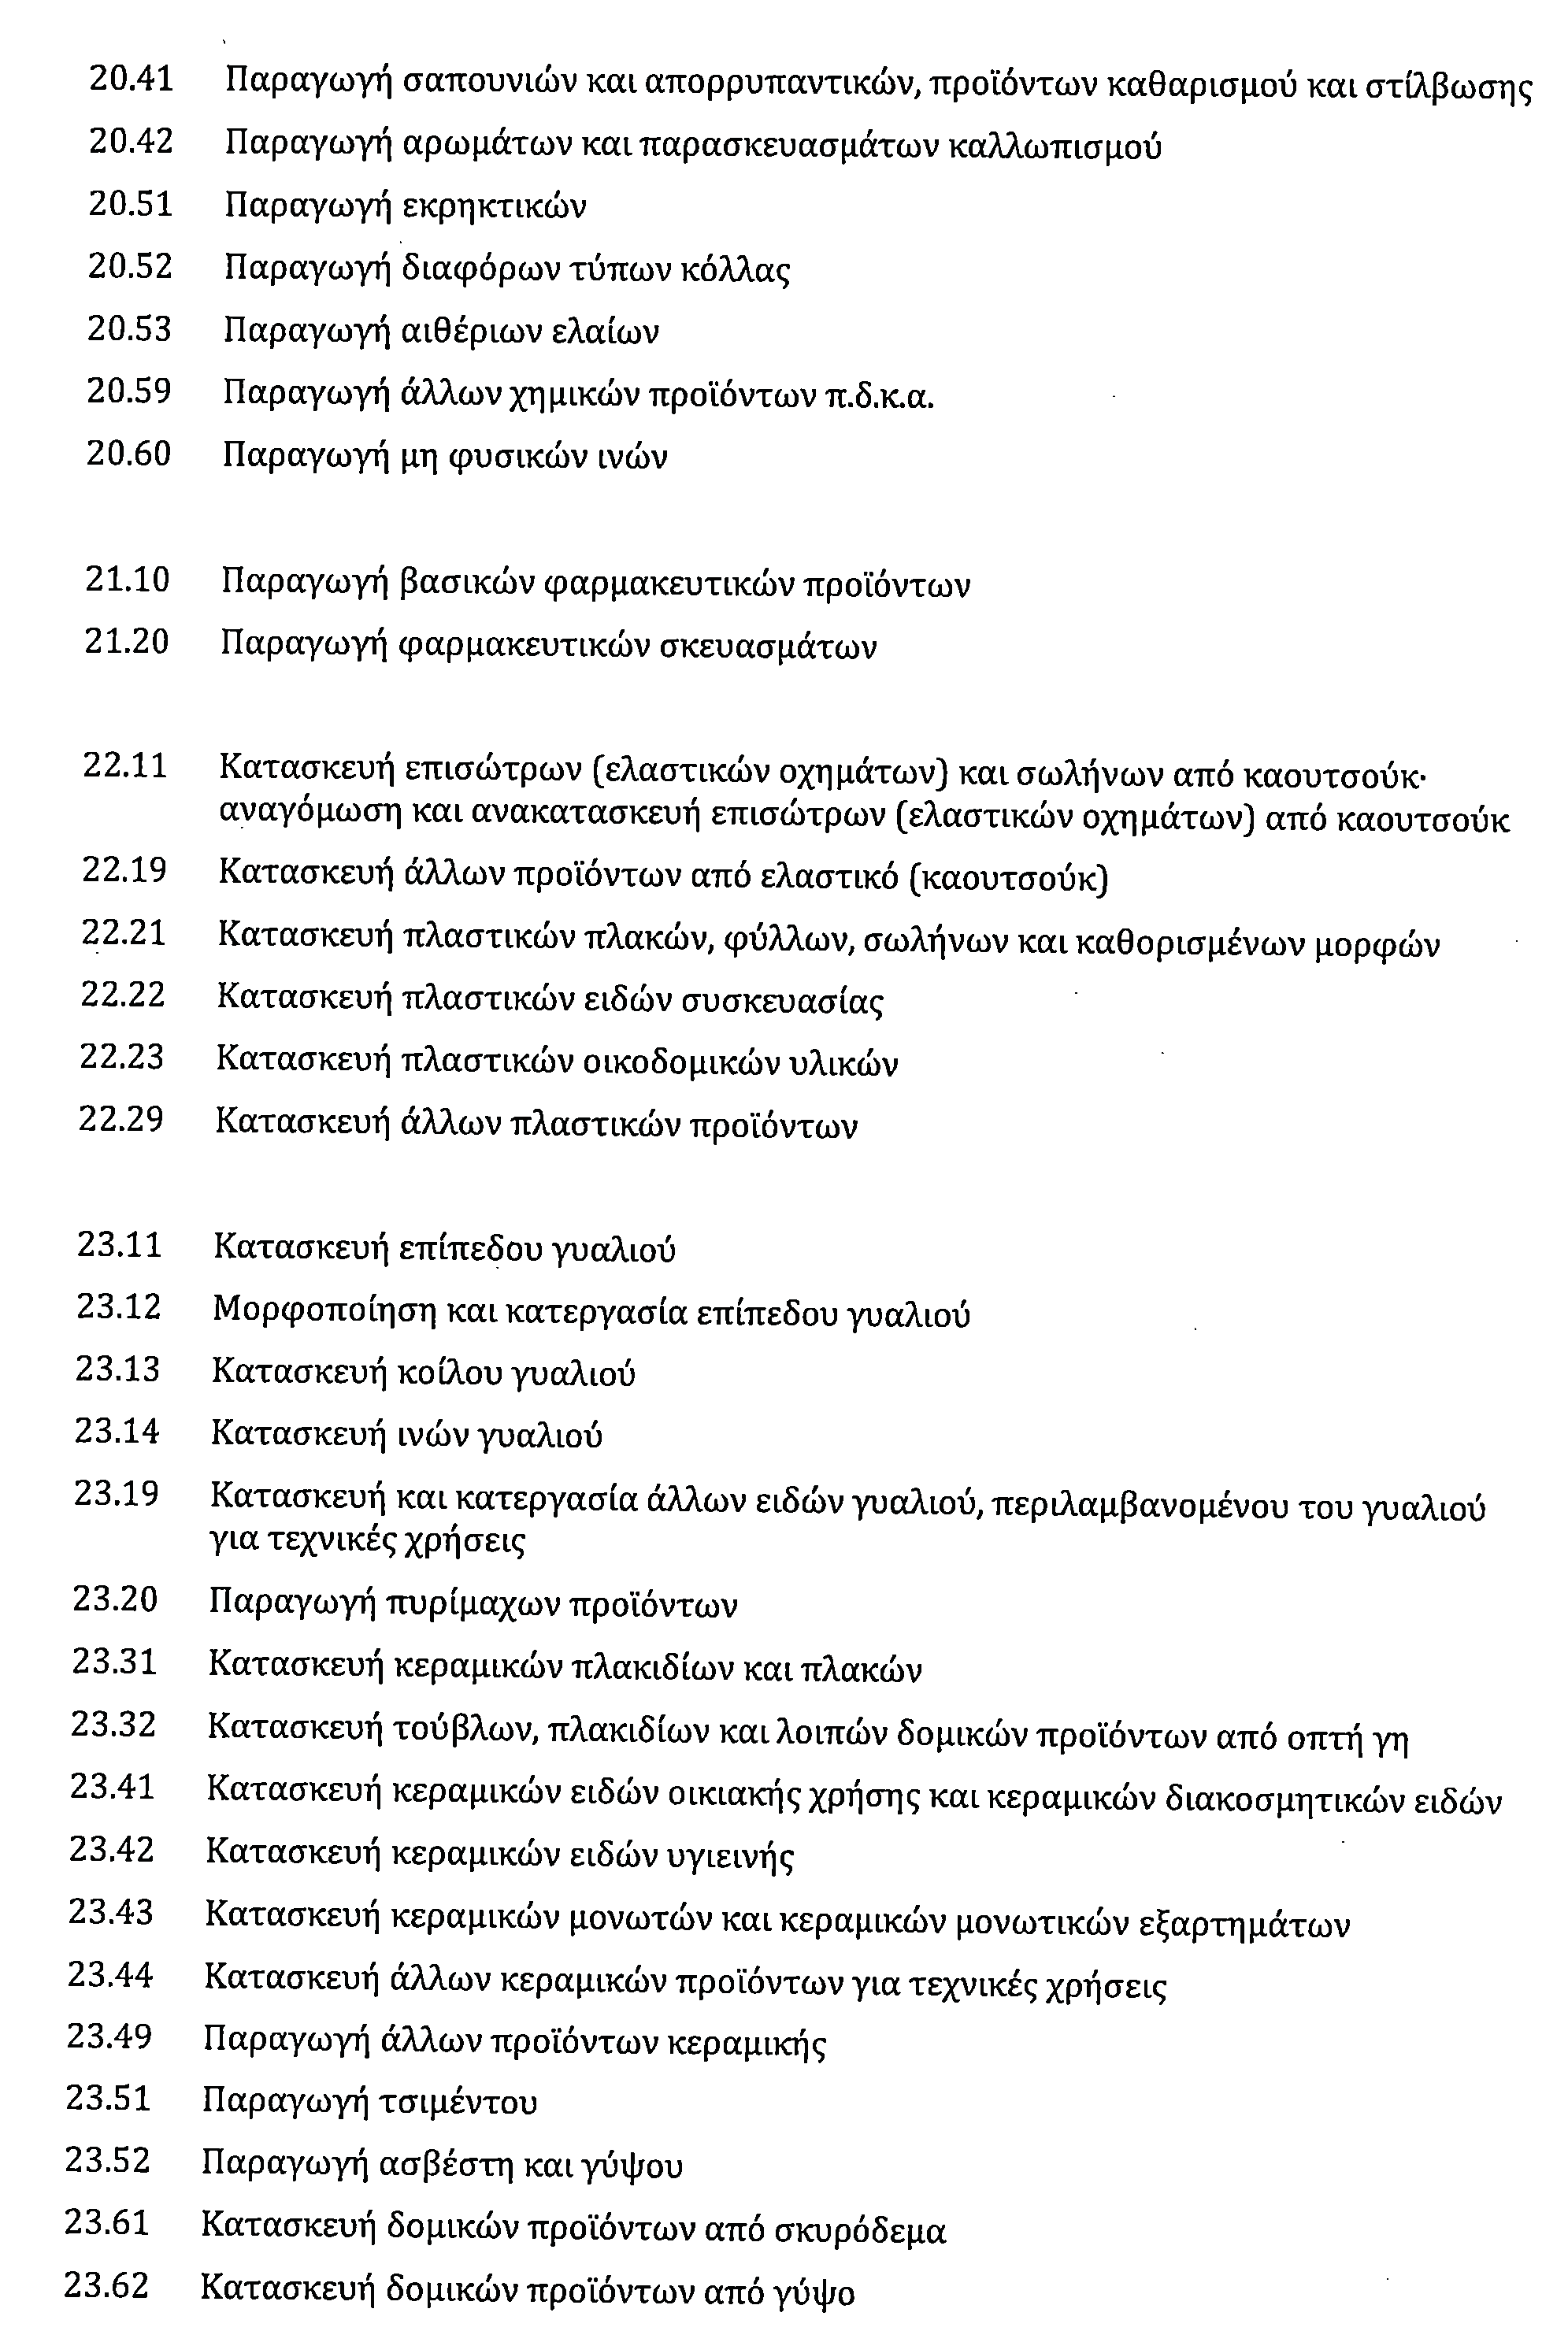 20.41 Παραγωγή σαπουνιών και απορρυπαντικών, προϊόντων καθαρισμού και στίλβωσης
20.42 Παραγωγή αρωμάτων και παρασκευασμάτων καλλωπισμού
20.51 Παραγωγή εκρηκτικών
20.52 Παραγωγή διαφόρων τύπων κόλλας
20.53 Παραγωγή αιθέριων ελαίων
20.59 Παραγωγή άλλων χημικών προϊόντων π.δ.κ.α.
20.60 Παραγωγή μη φυσικών ινών
21.10 Παραγωγή βασικών φαρμακευτικών προϊόντων
21.20 Παραγωγή φαρμακευτικών σκευασμάτων
22.11 Κατασκευή επισώτρων (ελαστικών οχημάτων) και σωλήνων από καουτσούκ·
αναγόμωση και ανακατασκευή επισώτρων (ελαστικών οχημάτων) από καουτσούκ
22.19 Κατασκευή άλλων προϊόντων από ελαστικό (καουτσούκ)
22.21 Κατασκευή πλαστικών πλακών, φύλλων, σωλήνων και καθορισμένων μορφών
22.22 Κατασκευή πλαστικών ειδών συσκευασίας
22.23 Κατασκευή πλαστικών οικοδομικών υλικών
22.29 Κατασκευή άλλων πλαστικών προϊόντων
23.11 Κατασκευή επίπεδου γυαλιού
23.12 Μορφοποίηση και κατεργασία επίπεδου γυαλιού
23.13 Κατασκευή κοίλου γυαλιού
23.14 Κατασκευή ινών γυαλιού
23.19 Κατασκευή και κατεργασία άλλων ειδών γυαλιού, περιλαμβανομένου του γυαλιού
για τεχνικές χρήσεις
23.20 Παραγωγή πυρίμαχων προϊόντων
23.31 Κατασκευή κεραμικών πλακιδίων και πλακών
23.32 Κατασκευή τούβλων, πλακιδίων και λοιπών δομικών προϊόντων από οπτή γη
23.41 Κατασκευή κεραμικών ειδών οικιακής χρήσης και κεραμικών διακοσμητικών ειδών
23.42 Κατασκευή κεραμικών ειδών υγιεινής
23.43 Κατασκευή κεραμικών μονωτών και κεραμικών μονωτικών εξαρτημάτων
23.44 Κατασκευή άλλων κεραμικών προϊόντων για τεχνικές χρήσεις
23.49 Παραγωγή άλλων προϊόντων κεραμικής
23.51 Παραγωγή τσιμέντου
23.52 Παραγωγή ασβέστη και γύψου
23.61 Κατασκευή δομικών προϊόντων από σκυρόδεμα
23.62 Κατασκευή δομικών προϊόντων από γύψο